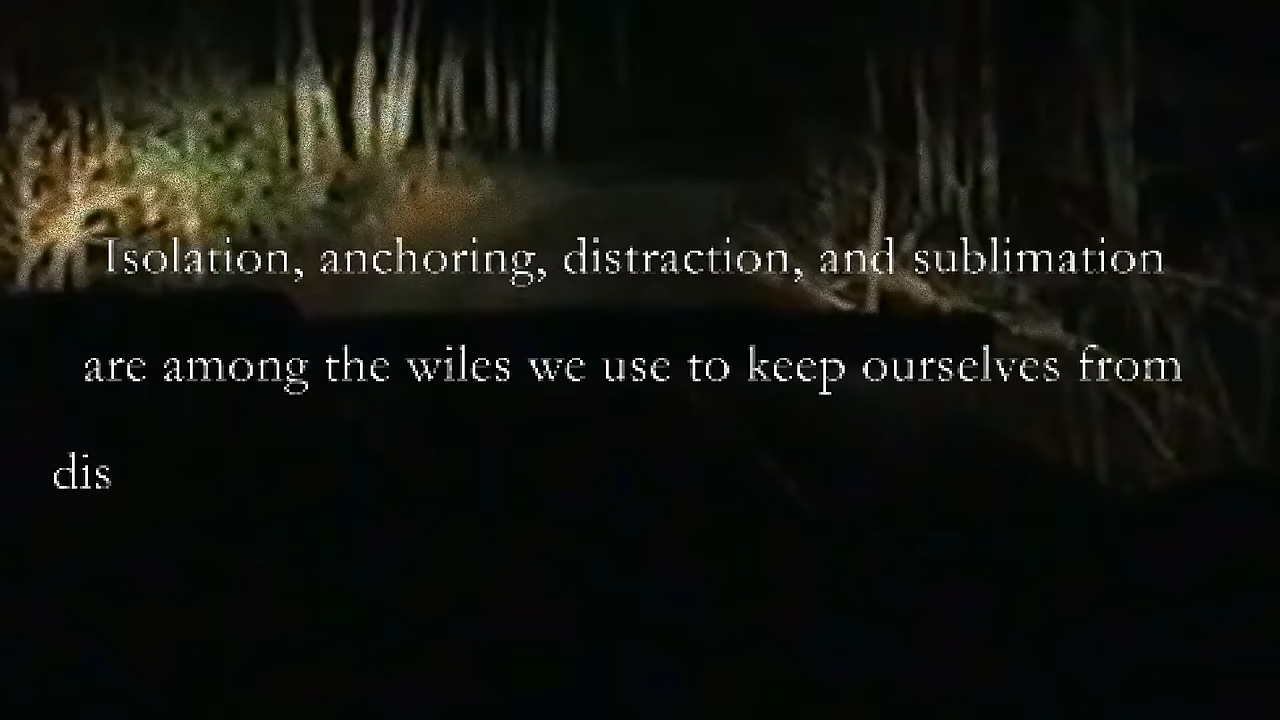 Isolation, anchoring, distraction, and sublimation
are among the wiles we use to keep ourselves from
dis